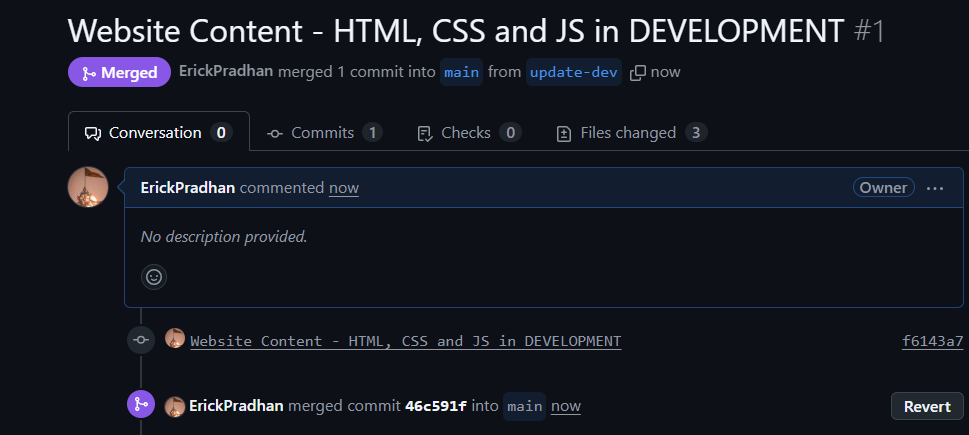 Website Content - HTML, CSS and JS in DEVELOPMENT #1
Merged ErickPradhan merged 1 commit into main from update-dev now
Conversation 0 Commits 1 Checks 0 Files changed 3
ErickPradhan commented now Owner ...
No description provided.
Website Content - HTML, CSS and JS in DEVELOPMENT f6143a7
ErickPradhan merged commit 46c591f into main now Revert